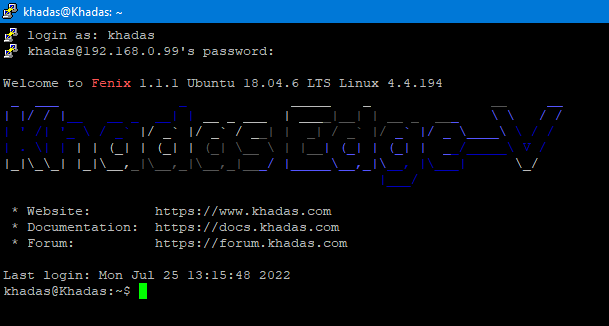 khadas@Khadas: ~
login as: khadas
khadas@192.168.0.99's password:
Welcome to Fenix 1.1.1 Ubuntu 18.04.6 LTS Linux 4.4.194
Khadas Edge-V
* Website: https://www.khadas.com
* Documentation: https://docs.khadas.com
* Forum: https://forum.khadas.com
Last login: Mon Jul 25 13:15:48 2022
khadas@Khadas:~$